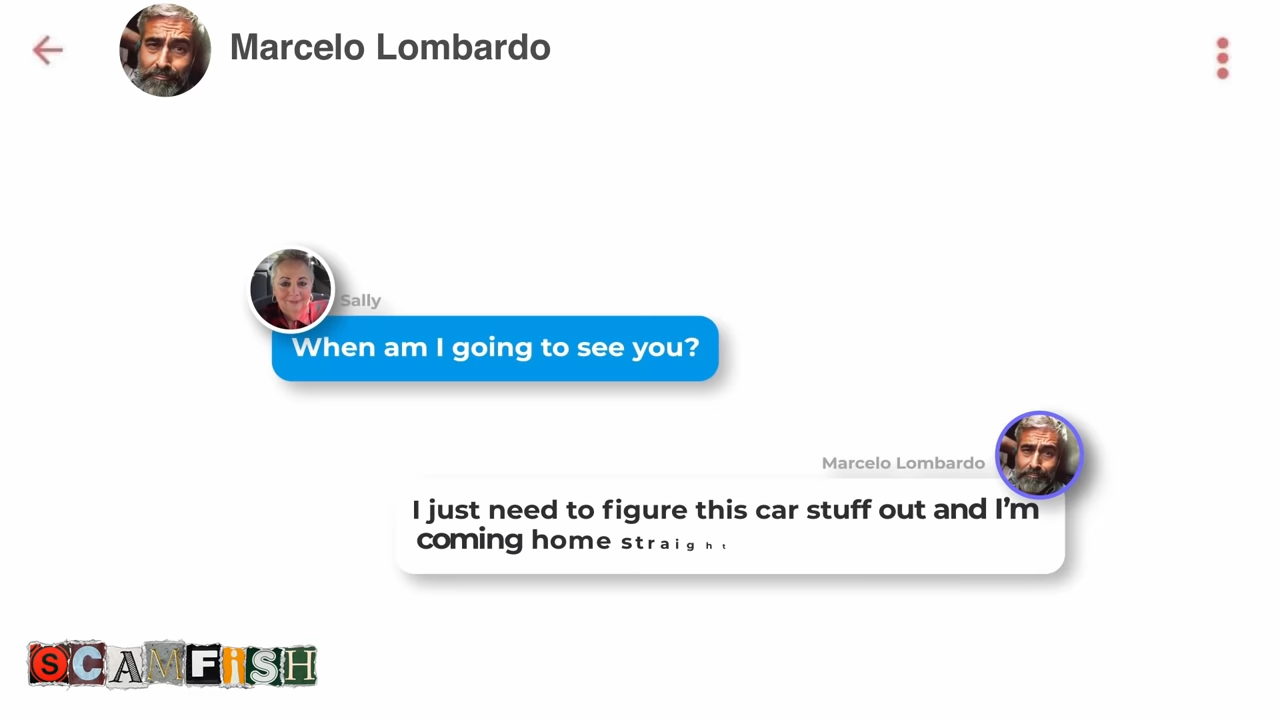 Marcelo Lombardo
Sally
When am I going to see you?
Marcelo Lombardo
I just need to figure this car stuff out and I'm
coming home straight
SCAMFiSH